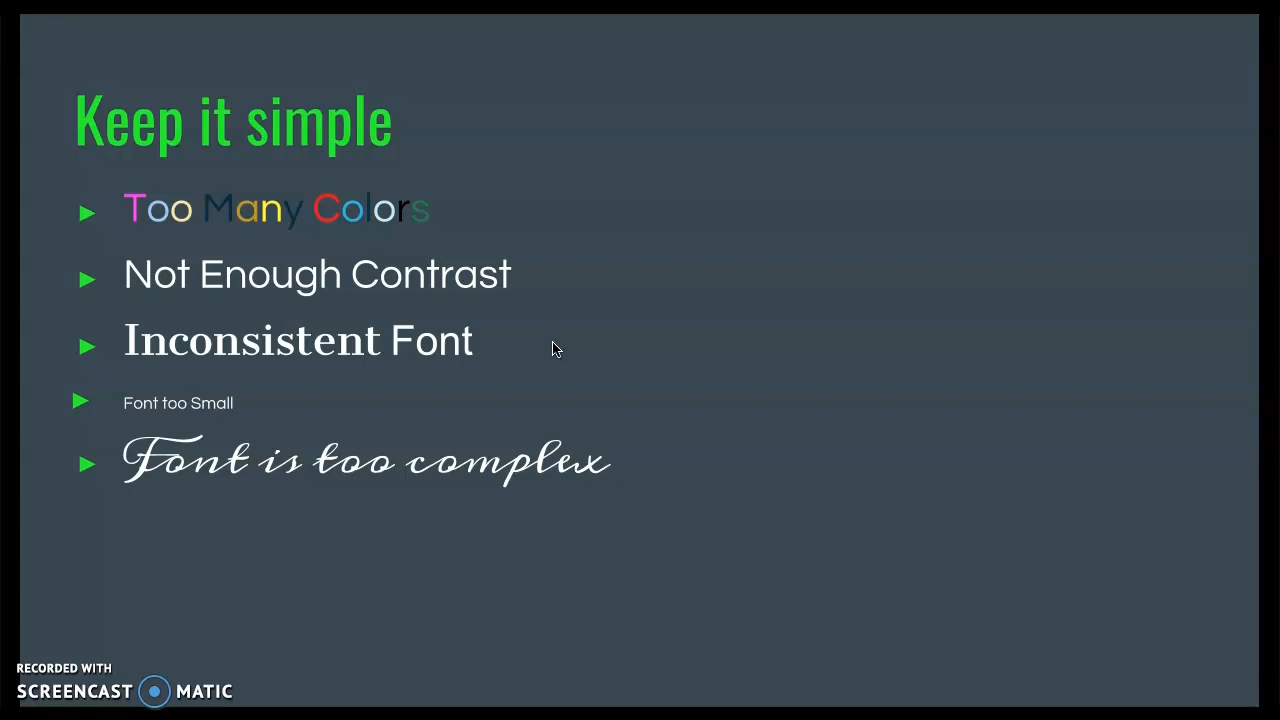 Keep it simple
Too Many Colors
Not Enough Contrast
Inconsistent Font
Font too Small
Font is too complex
RECORDED WITH
SCREENCAST MATIC